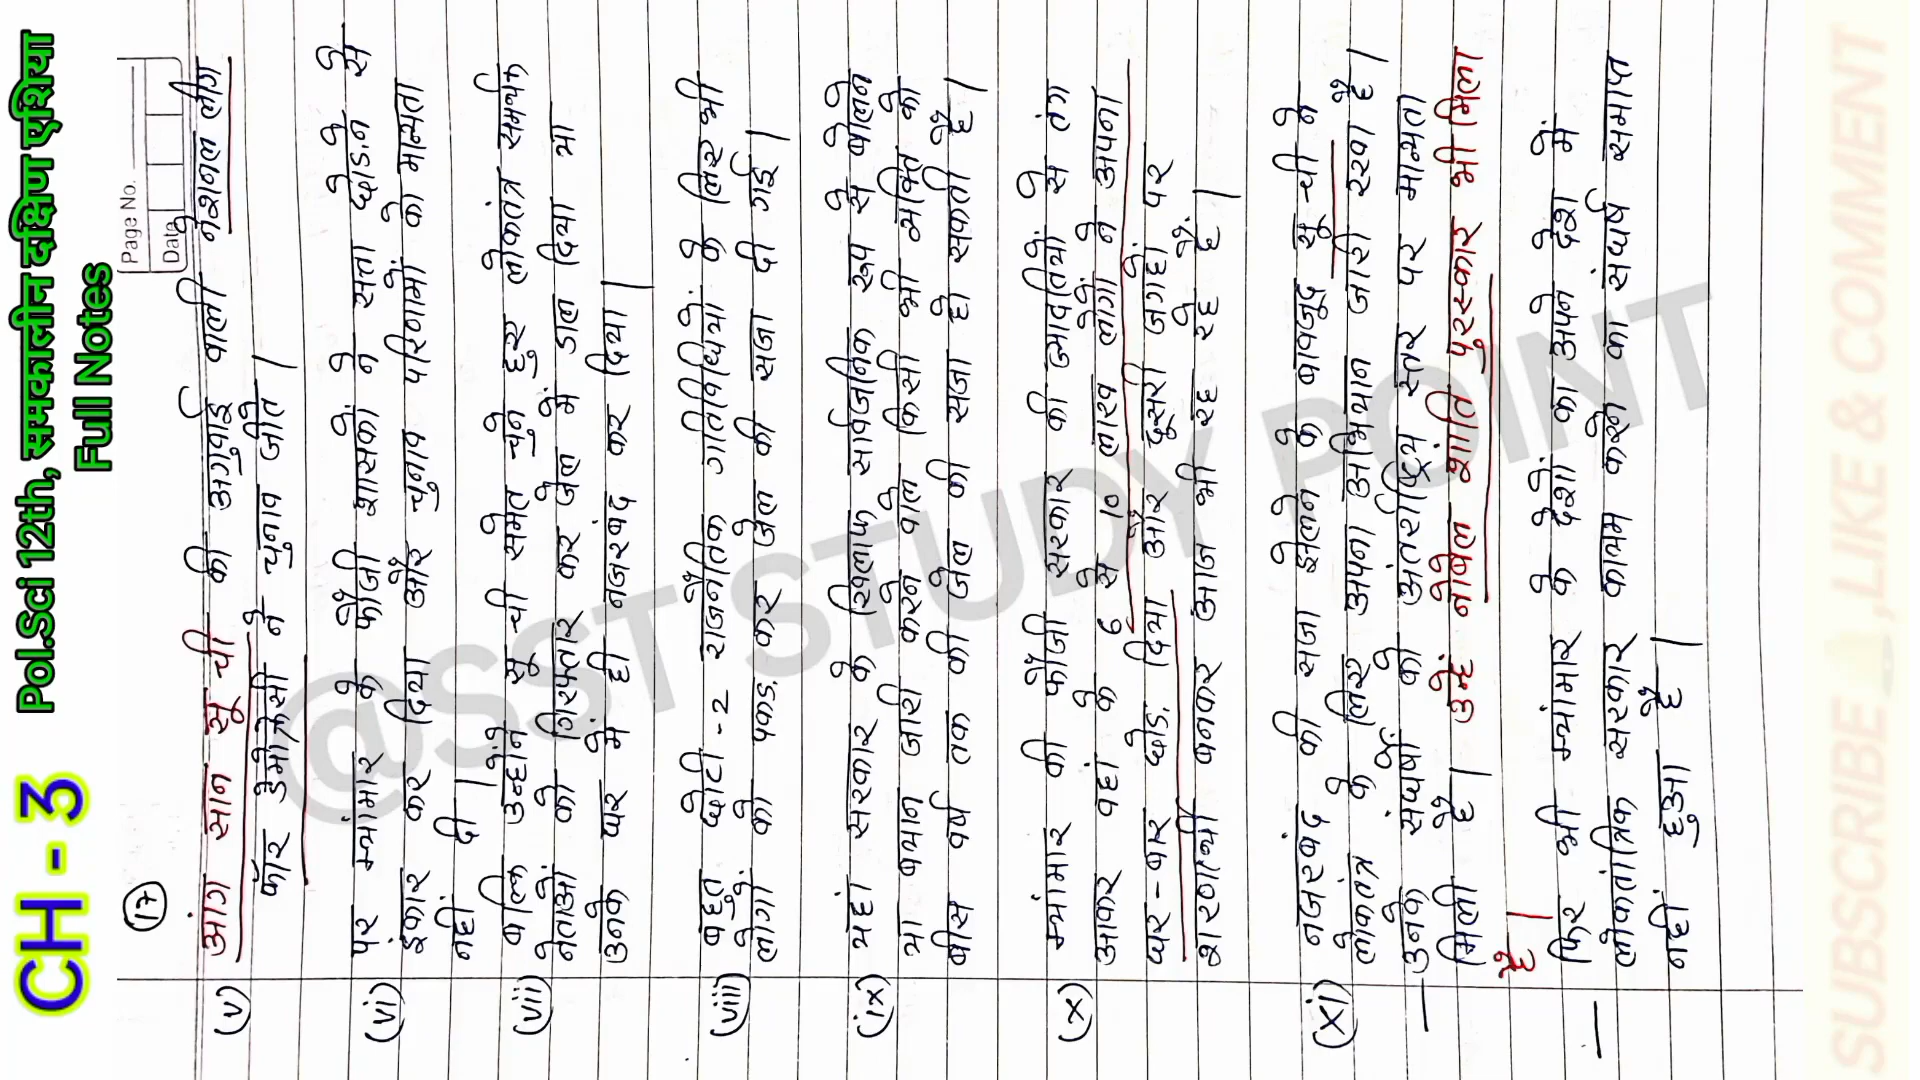 CH - 3 Pol.Sci 12th, समकालीन दक्षिण एशिया
Full Notes
Page No.
Date
(17)
(v) आंग सान सू ची की अगुवाई वाली नेशनल लीग
फॉर डेमोक्रेसी ने चुनाव जीते।
(vi) पर म्यांमार के फौजी शासकों ने सत्ता छोड़ने से
इंकार कर दिया और चुनाव परिणामों को मान्यता
नहीं दी।
(vii) बल्कि उन्होंने सू ची समेत चुने हुए लोकतंत्र समर्थक
नेताओं को गिरफ्तार कर जेल में डाल दिया या
उनके घर में ही नजरबंद कर दिया।
(viii) बहुत छोटी-2 राजनैतिक गतिविधियों के लिए भी
लोगों को पकड़ कर जेल की सजा दी गई।
(ix) यहां सरकार के खिलाफ सार्वजनिक रूप से बोलने
या बयान जारी करने वाले किसी भी व्यक्ति को
बीस वर्ष तक की जेल की सजा हो सकती है।
(x) म्यांमार की फौजी सरकार की ज्यादतियों से तंग
आकर वहां के 6 से 10 लाख लोगों ने अपना
घर-बार छोड़ दिया और दूसरी जगहों पर
शरणार्थी बनकर आज भी रह रहे हैं।
(xi) नजरबंद की सजा झेलने के बावजूद सू-ची ने
लोकतंत्र के लिए अपना अभियान जारी रखा है।
— उनके संघर्षों को अंतर्राष्ट्रिय स्तर पर मान्यता
मिली है। उन्हें नोबेल शांति पुरस्कार भी मिला
है।
— फिर भी म्यांमार के देशों का अपने देश में
लोकतांत्रिक सरकार कायम करने का संघर्ष समाप्त
नहीं हुआ है।
@SST STUDY POINT
SUBSCRIBE, LIKE & COMMENT